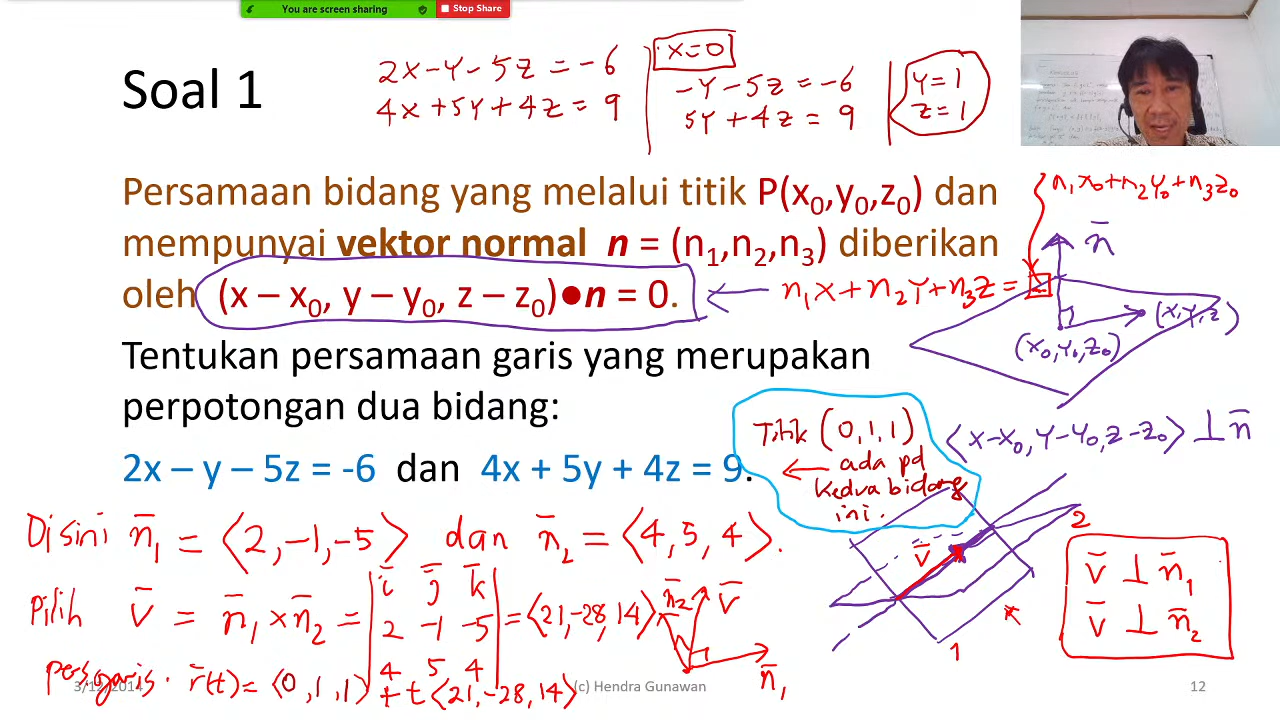 You are screen sharing
Stop Share
Soal 1
2x-y-5z = -6
4x+5y+4z = 9
x=0
-y-5z = -6
5y+4z = 9
y=1
z=1
Persamaan bidang yang melalui titik P(x₀,y₀,z₀) dan
mempunyai vektor normal n = (n₁,n₂,n₃) diberikan
oleh (x – x₀, y – y₀, z – z₀)●n = 0.
n₁x+n₂y+n₃z =
n₁x₀+n₂y₀+n₃z₀
n̄
(x,y,z)
(x₀,y₀,z₀)
Tentukan persamaan garis yang merupakan
perpotongan dua bidang:
2x – y – 5z = -6 dan 4x + 5y + 4z = 9.
⟨x-x₀, y-y₀, z-z₀⟩ ⊥ n̄
Titik (0,1,1)
← ada pd
kedua bidang
ini.
Disini n̄₁ = ⟨2,-1,-5⟩ dan n̄₂ = ⟨4,5,4⟩.
Pilih v̄ = n̄₁ × n̄₂ = | ī j̄ k̄ | = ⟨21,-28,14⟩
2 -1 -5
4 5 4
n̄₂ v̄
n̄₁
v̄
2
1
v̄ ⊥ n̄₁
v̄ ⊥ n̄₂
pers garis. r̄(t) = ⟨0,1,1⟩ + t⟨21,-28,14⟩
(c) Hendra Gunawan
12